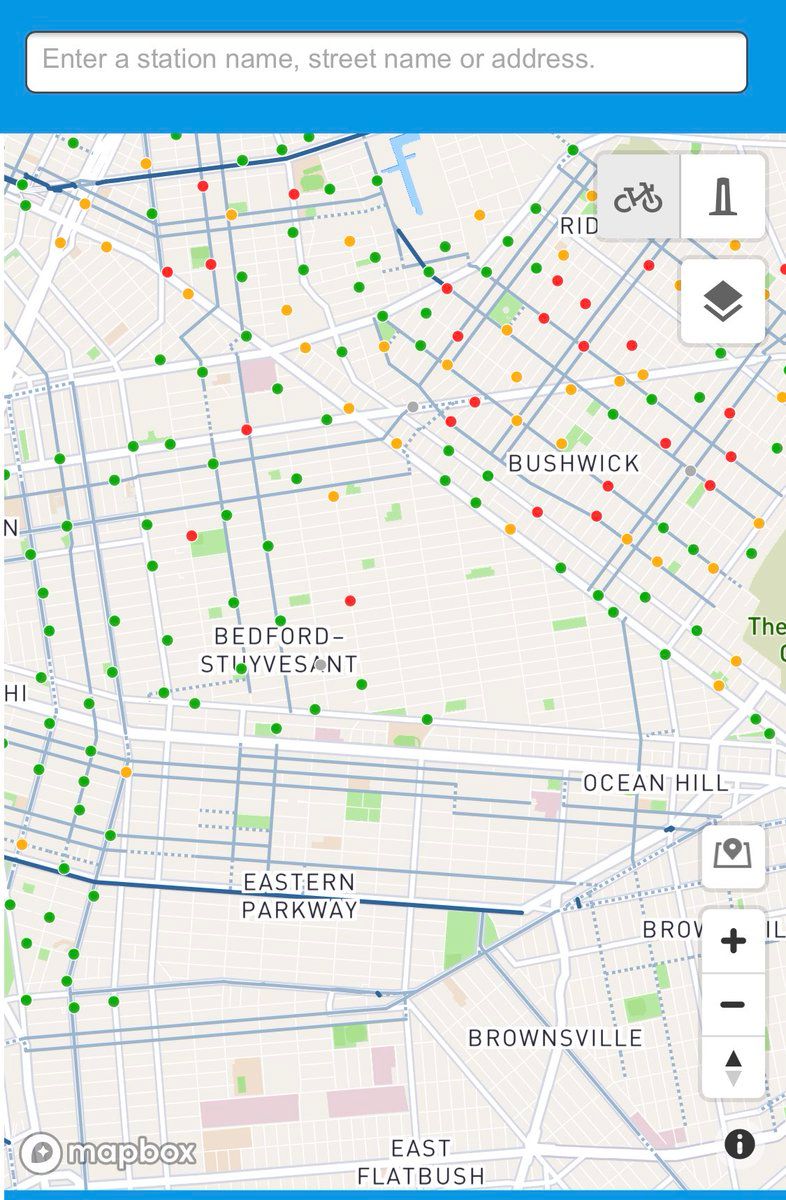 Enter a station name, street name or address.
RID
BUSHWICK
N
BEDFORD–
STUYVESANT
The
HI
OCEAN HILL
EASTERN
PARKWAY
BROW
IL
BROWNSVILLE
mapbox
EAST
FLATBUSH